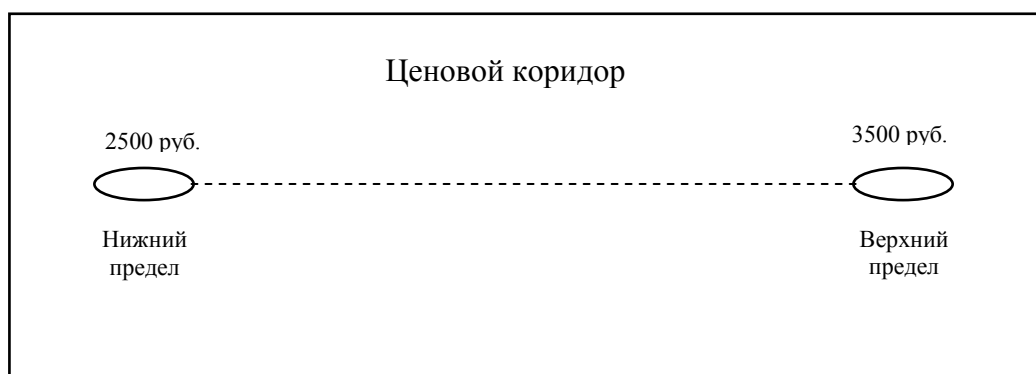 Ценовой коридор
2500 руб.
3500 руб.
Нижний
предел
Верхний
предел